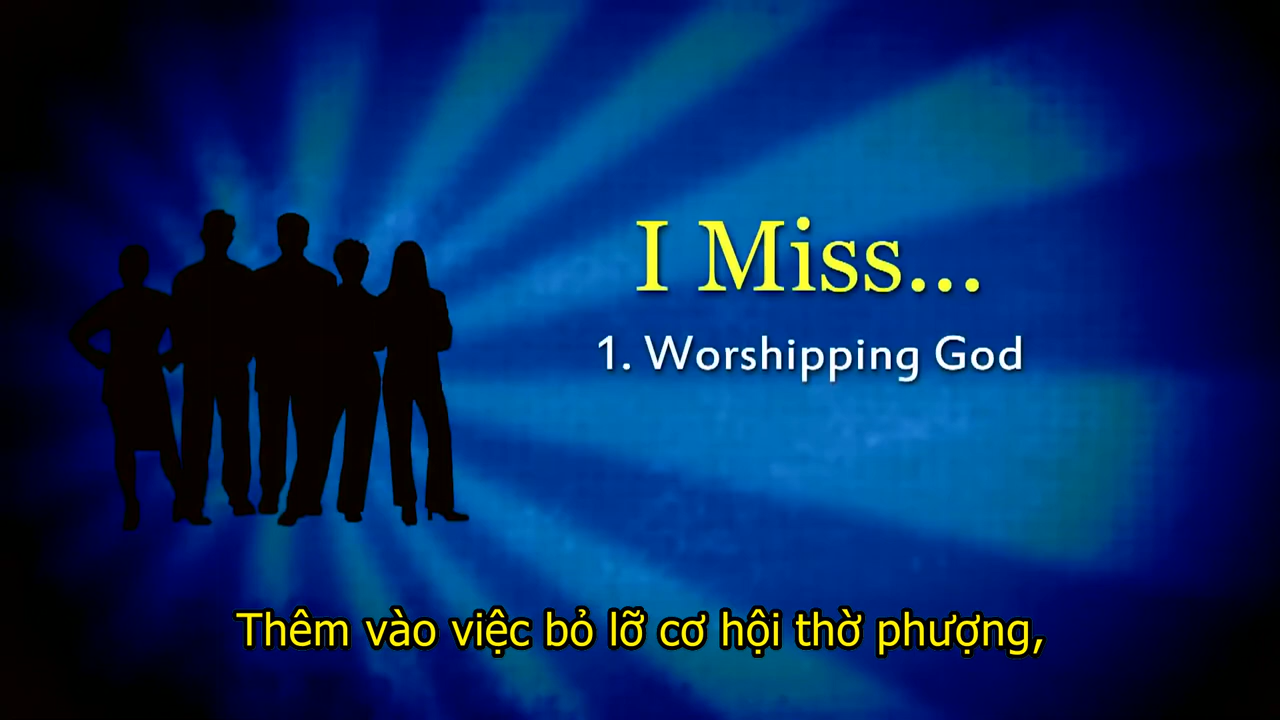 I Miss...
1. Worshipping God
Thêm vào việc bỏ lỡ cơ hội thờ phượng,